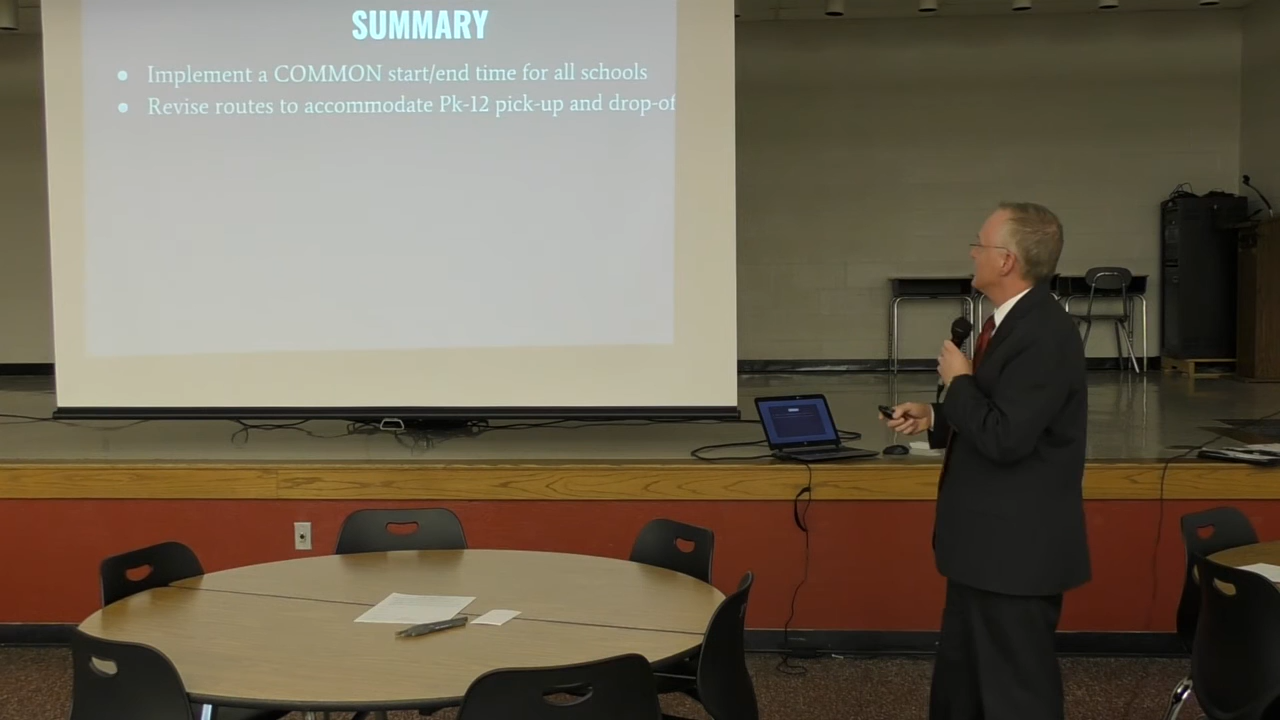 SUMMARY
● Implement a COMMON start/end time for all schools
● Revise routes to accommodate Pk-12 pick-up and drop-of